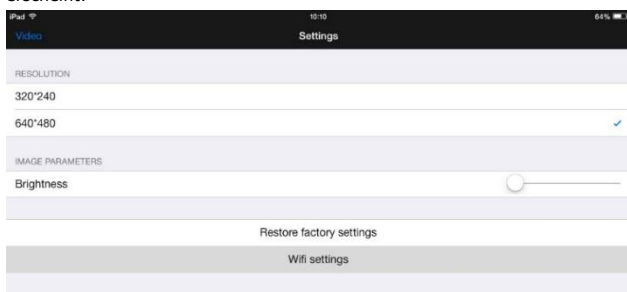 iPad 10:10 64%
Video Settings
RESOLUTION
320*240
640*480
IMAGE PARAMETERS
Brightness
Restore factory settings
Wifi settings